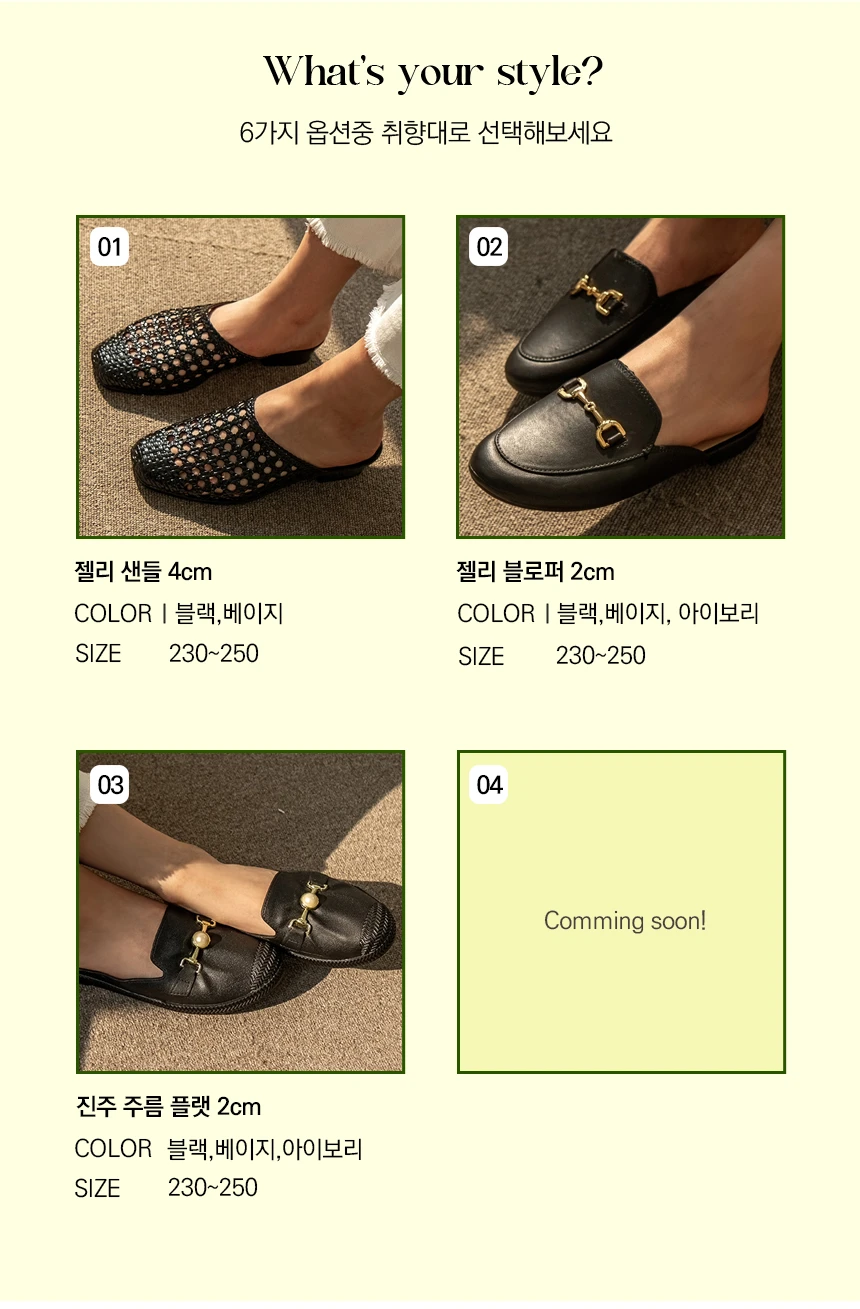 What's your style?
6가지 옵션중 취향대로 선택해보세요
01
02
젤리 샌들 4cm
COLOR | 블랙,베이지
SIZE 230~250
젤리 블로퍼 2cm
COLOR | 블랙,베이지, 아이보리
SIZE 230~250
03
04
Comming soon!
진주 주름 플랫 2cm
COLOR 블랙,베이지,아이보리
SIZE 230~250